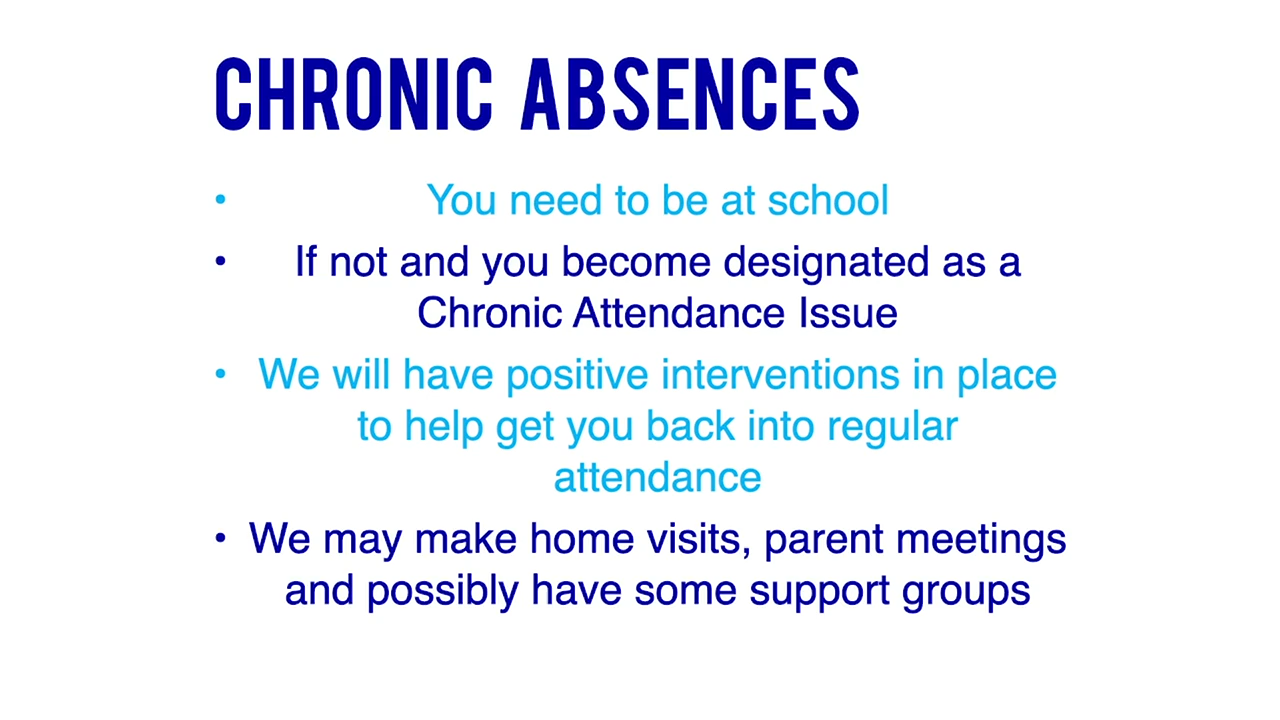 CHRONIC ABSENCES
• You need to be at school
• If not and you become designated as a
Chronic Attendance Issue
• We will have positive interventions in place
to help get you back into regular
attendance
• We may make home visits, parent meetings
and possibly have some support groups